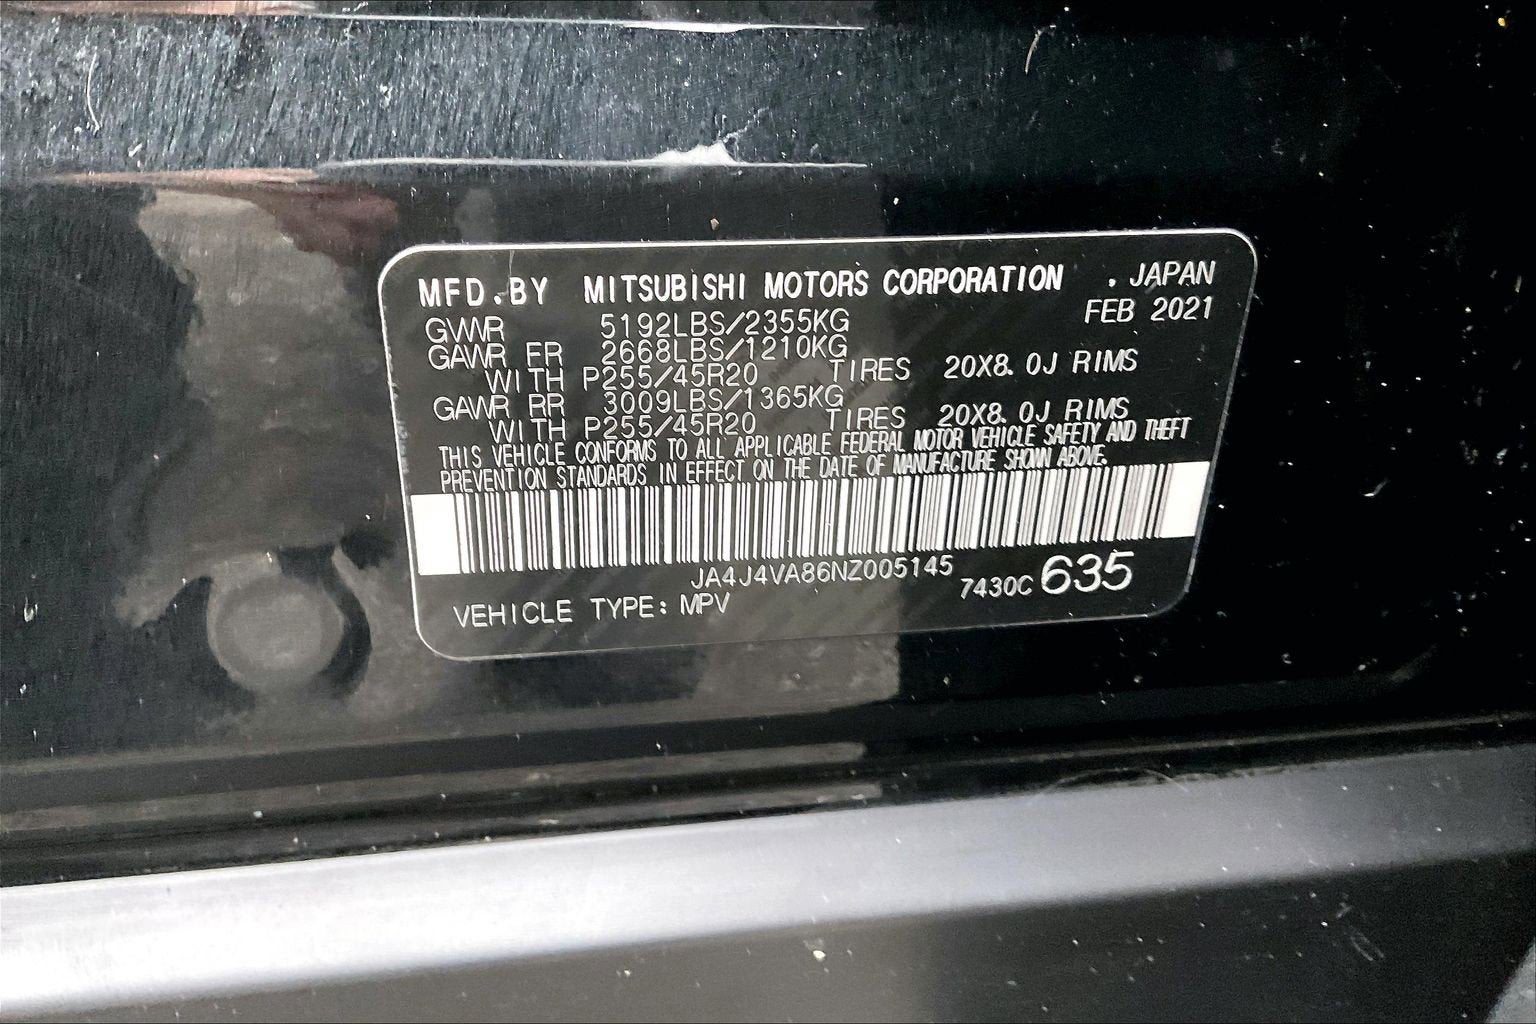 MFD.BY MITSUBISHI MOTORS CORPORATION . JAPAN
FEB 2021
GVWR 5192LBS/2355KG
GAWR FR 2668LBS/1210KG
WITH P255/45R20 TIRES 20X8.0J RIMS
GAWR RR 3009LBS/1365KG
WITH P255/45R20 TIRES 20X8.0J RIMS
THIS VEHICLE CONFORMS TO ALL APPLICABLE FEDERAL MOTOR VEHICLE SAFETY AND THEFT
PREVENTION STANDARDS IN EFFECT ON THE DATE OF MANUFACTURE SHOWN ABOVE.
JA4J4VA86NZ005145
7430C 635
VEHICLE TYPE: MPV